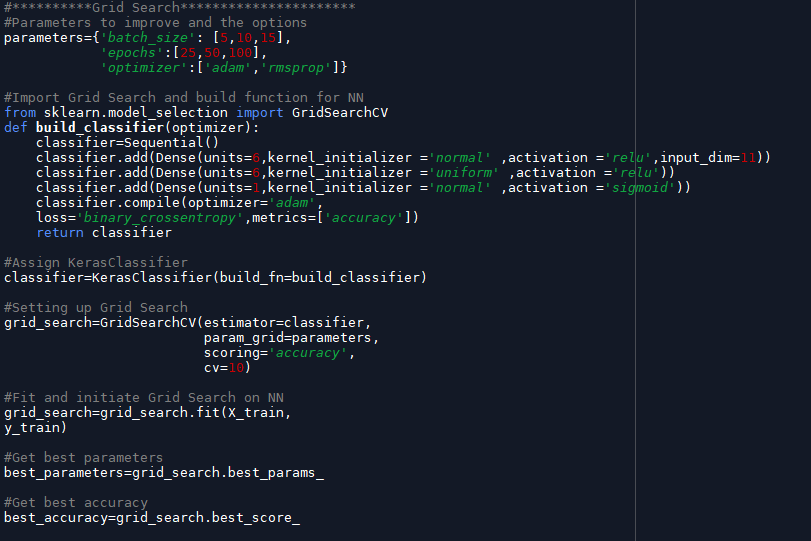 #**********Grid Search**********************
#Parameters to improve and the options
parameters={'batch_size': [5,10,15],
            'epochs':[25,50,100],
            'optimizer':['adam','rmsprop']}

#Import Grid Search and build function for NN
from sklearn.model_selection import GridSearchCV
def build_classifier(optimizer):
    classifier=Sequential()
    classifier.add(Dense(units=6,kernel_initializer ='normal' ,activation ='relu',input_dim=11))
    classifier.add(Dense(units=6,kernel_initializer ='uniform' ,activation ='relu'))
    classifier.add(Dense(units=1,kernel_initializer ='normal' ,activation ='sigmoid'))
    classifier.compile(optimizer='adam',
    loss='binary_crossentropy',metrics=['accuracy'])
    return classifier

#Assign KerasClassifier
classifier=KerasClassifier(build_fn=build_classifier)

#Setting up Grid Search
grid_search=GridSearchCV(estimator=classifier,
                         param_grid=parameters,
                         scoring='accuracy',
                         cv=10)

#Fit and initiate Grid Search on NN
grid_search=grid_search.fit(X_train,
y_train)

#Get best parameters
best_parameters=grid_search.best_params_

#Get best accuracy
best_accuracy=grid_search.best_score_